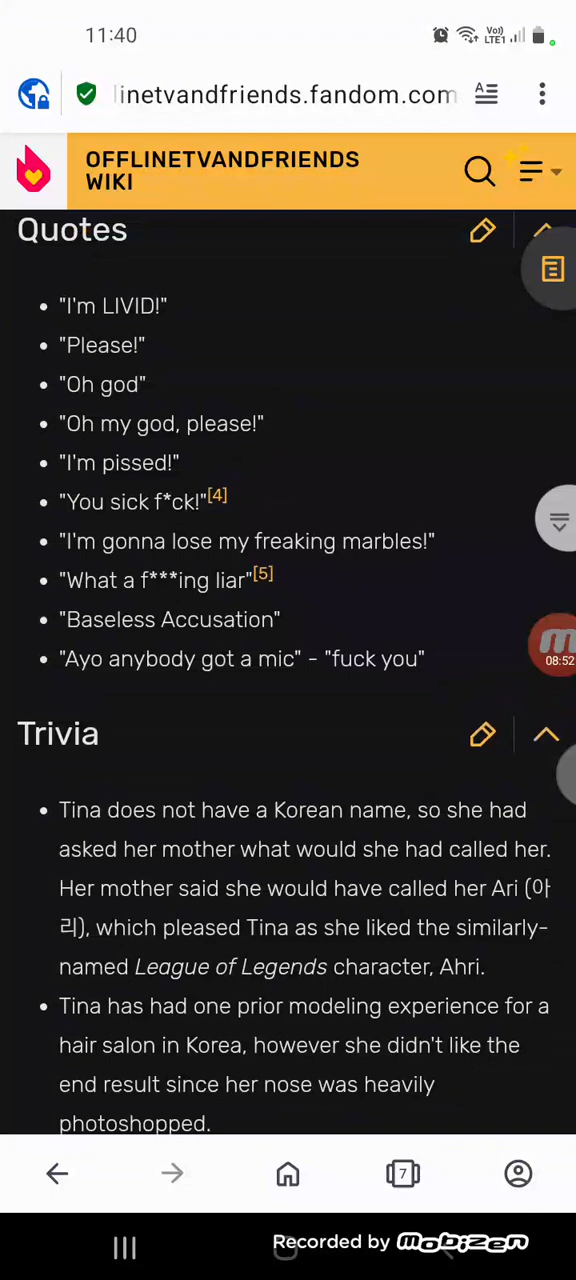 11:40
Vo))
LTE1
linetvandfriends.fandom.com
OFFLINETVANDFRIENDS
WIKI
Quotes
"I'm LIVID!"
"Please!"
"Oh god"
"Oh my god, please!"
"I'm pissed!"
"You sick f*ck!"[4]
"I'm gonna lose my freaking marbles!"
"What a f***ing liar"[5]
"Baseless Accusation"
08:52
"Ayo anybody got a mic" - "fuck you"
Trivia
Tina does not have a Korean name, so she had
asked her mother what would she had called her.
Her mother said she would have called her Ari (아
리), which pleased Tina as she liked the similarly-
named League of Legends character, Ahri.
Tina has had one prior modeling experience for a
hair salon in Korea, however she didn't like the
end result since her nose was heavily
photoshopped.
7
Recorded by mobizen